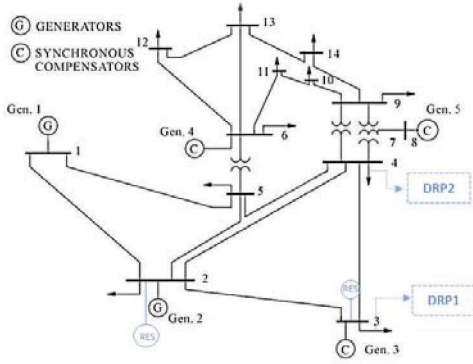 G GENERATORS
C SYNCHRONOUS
COMPENSATORS
13
12
14
11
10
Gen. 1
G
Gen. 4
C
6
9
Gen. 5
7
8
C
1
4
5
DRP2
2
G
Gen. 2
RES
RES
DRP1
3
C
Gen. 3